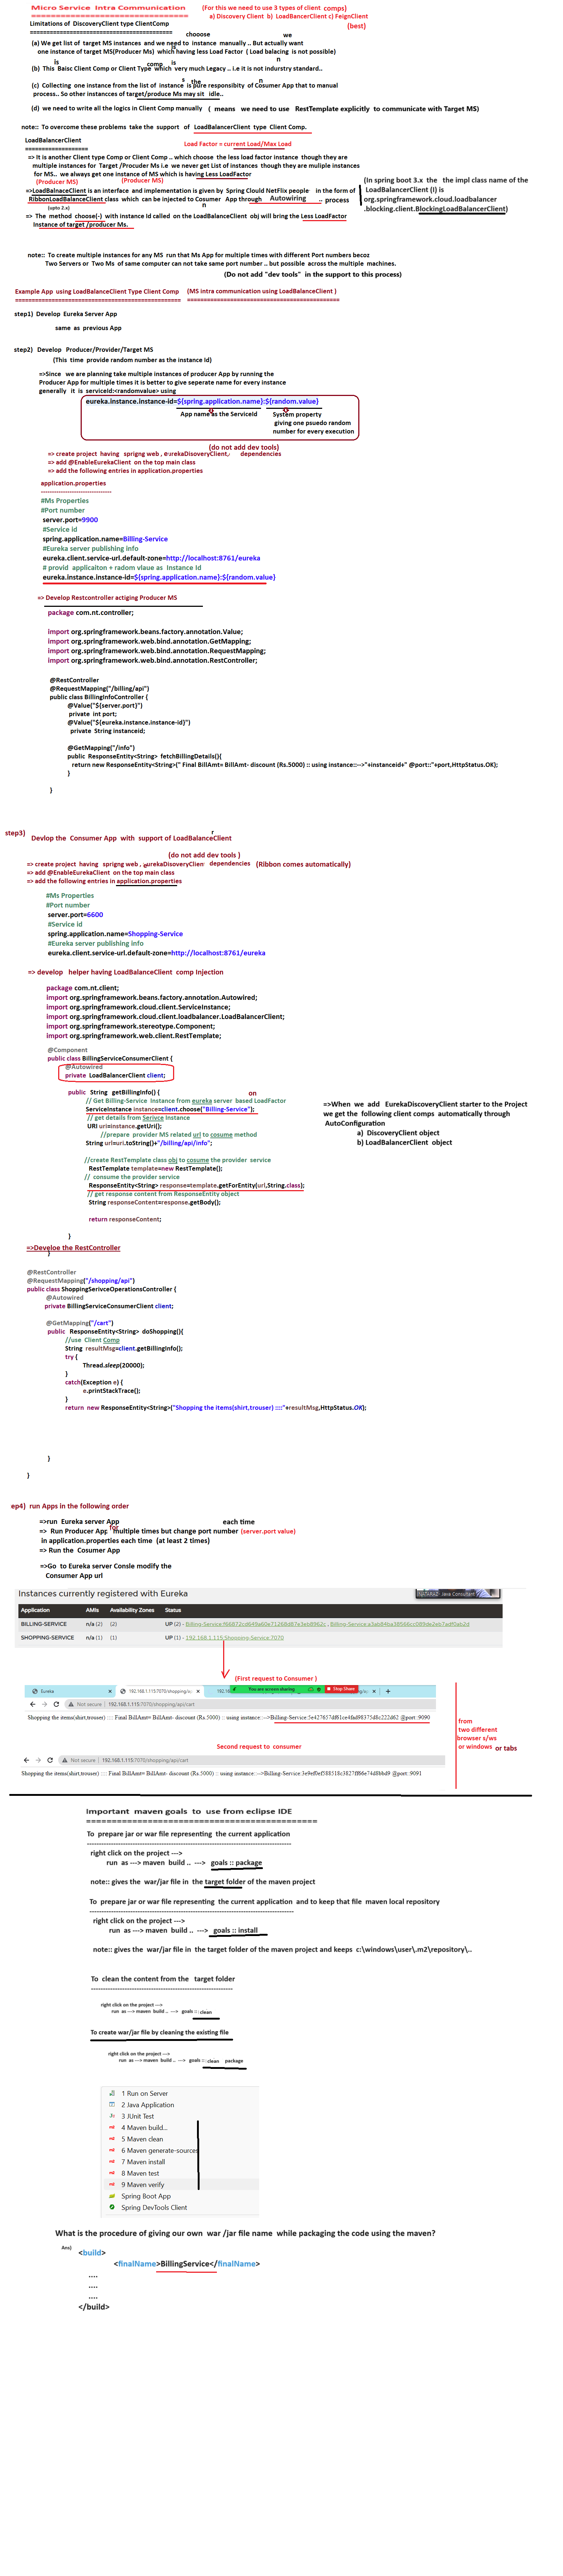 Micro Service Intra Communication (For this we need to use 3 types of client comps)
================================== a) Discovery Client b) LoadBancerClient c) FeignClient
(best)
Limitations of DiscoveryClient type ClientComp
=============================================
chooose we
(a) We get list of target MS instances and we need to instance manually .. But actually want
is
one instance of target MS(Producer Ms) which having less Load Factor ( Load balacing is not possible)
is comp is n
(b) This Baisc Client Comp or Client Type which very much Legacy .. i.e it is not indurstry standard..
s the n
(c) Collecting one instance from the list of instance is pure responsibity of Cosumer App that to manual
process.. So other instances of target/produce Ms may sit idle..
(d) we need to write all the logics in Client Comp manually ( means we need to use RestTemplate explicitly to communicate with Target MS)
note:: To overcome these problems take the support of LoadBalancerClient type Client Comp.
LoadBalancerClient
====================
Load Factor = current Load/Max Load
=> It is another Client type Comp or Client Comp .. which choose the less load factor instance though they are
multiple instances for Target /Procuder Ms i.e we never get List of instances though they are muliple instances
for MS.. we always get one instance of MS which is having Less LoadFactor
(Producer MS) (Producer MS)
=>LoadBalnaceClient is an interface and implementation is given by Spring Clould NetFlix people in the form of
RibbonLoadBalanceClient class which can be Injected to Cosumer App through Autowiring .. process
(upto 2.x) n
=> The method choose(-) with instance Id called on the LoadBalanceClient obj will bring the Less LoadFactor
Instance of target /producer Ms.
(In spring boot 3.x the the impl class name of the
LoadBalancerClient (I) is
org.springframework.cloud.loadbalancer
.blocking.client.BlockingLoadBalancerClient)
note:: To create multiple instances for any MS run that Ms App for multiple times with different Port numbers becoz
Two Servers or Two Ms of same computer can not take same port number .. but possible across the multiple machines.
(Do not add "dev tools" in the support to this process)
Example App using LoadBalanceClient Type Client Comp (MS intra communication using LoadBalanceClient )
==================================================== ================================================
step1) Develop Eureka Server App
same as previous App
step2) Develop Producer/Provider/Target MS
(This time provide random number as the instance Id)
=>Since we are planning take multiple instances of producer App by running the
Producer App for multiple times it is better to give seperate name for every instance
generally it is serviceId:<randomvalue> using
eureka.instance.instance-id=${spring.application.name}:${random.value}
App name as the ServiceId
System property
giving one psuedo random
number for every execution
(do not add dev tools)
=> create project having sprigng web , eurekaDisoveryClient, dependencies
=> add @EnableEurekaClient on the top main class
=> add the following entries in application.properties
application.properties
-------------------------------
#Ms Properties
#Port number
server.port=9900
#Service id
spring.application.name=Billing-Service
#Eureka server publishing info
eureka.client.service-url.default-zone=http://localhost:8761/eureka
# provid applicaiton + radom vlaue as Instance Id
eureka.instance.instance-id=${spring.application.name}:${random.value}
=> Develop Restcontroller actiging Producer MS
package com.nt.controller;
import org.springframework.beans.factory.annotation.Value;
import org.springframework.web.bind.annotation.GetMapping;
import org.springframework.web.bind.annotation.RequestMapping;
import org.springframework.web.bind.annotation.RestController;
@RestController
@RequestMapping("/billing/api")
public class BillingInfoController {
@Value("${server.port}")
private int port;
@Value("${eureka.instance.instance-id}")
private String instanceid;
@GetMapping("/info")
public ResponseEntity<String> fetchBillingDetails(){
return new ResponseEntity<String>(" Final BillAmt= BillAmt- discount (Rs.5000) :: using instance::-->"+instanceid+" @port::"+port,HttpStatus.OK);
}
}
step3)
r
Devlop the Consumer App with support of LoadBalanceClient
(do not add dev tools )
=> create project having sprigng web , eurekaDisoveryClien dependencies (Ribbon comes automatically)
=> add @EnableEurekaClient on the top main class
=> add the following entries in application.properties
#Ms Properties
#Port number
server.port=6600
#Service id
spring.application.name=Shopping-Service
#Eureka server publishing info
eureka.client.service-url.default-zone=http://localhost:8761/eureka
=> develop helper having LoadBalanceClient comp Injection
package com.nt.client;
import org.springframework.beans.factory.annotation.Autowired;
import org.springframework.cloud.client.ServiceInstance;
import org.springframework.cloud.client.loadbalancer.LoadBalancerClient;
import org.springframework.stereotype.Component;
import org.springframework.web.client.RestTemplate;
@Component
public class BillingServiceConsumerClient {
@Autowired
private LoadBalancerClient client;
public String getBillingInfo() {
on
// Get Billing-Service Instance from eureka server based LoadFactor
ServiceInstance instance=client.choose("Billing-Service");
// get details from Serivce Instance
URI uri=instance.getUri();
//prepare provider MS related url to cosume method
String url=uri.toString()+"/billing/api/info";
//create RestTemplate class obj to cosume the provider service
RestTemplate template=new RestTemplate();
// consume the provider service
ResponseEntity<String> response=template.getForEntity(url,String.class);
// get response content from ResponseEntity object
String responseContent=response.getBody();
return responseContent;
}
}
=>When we add EurekaDiscoveryClient starter to the Project
we get the following client comps automatically through
AutoConfiguration
a) DiscoveryClient object
b) LoadBalancerClient object
=>Develoe the RestController
@RestController
@RequestMapping("/shopping/api")
public class ShoppingSerivceOperationsController {
@Autowired
private BillingServiceConsumerClient client;
@GetMapping("/cart")
public ResponseEntity<String> doShopping(){
//use Client Comp
String resultMsg=client.getBillingInfo();
try {
Thread.sleep(20000);
}
catch(Exception e) {
e.printStackTrace();
}
return new ResponseEntity<String>("Shopping the items(shirt,trouser) ::::"+resultMsg,HttpStatus.OK);
}
}
ep4) run Apps in the following order
=>run Eureka server App each time
for
=> Run Producer App multiple times but change port number (server.port value)
in application.properties each time (at least 2 times)
=> Run the Cosumer App
=>Go to Eureka server Consle modify the
Consumer App url
Instances currently registered with Eureka
Application AMIs Availability Zones Status
BILLING-SERVICE n/a (2) (2) UP (2) -
SHOPPING-SERVICE n/a (1) (1) UP (1) - 192.168.1.115:Shopping-Service:7070
(First request to Consumer )
Eureka
You are screen sharing Stop Share
Not secure | 192.168.1.115:7070/shopping/api/cart
Shopping the items(shirt,trouser) :::: Final BillAmt= BillAmt- discount (Rs.5000) :: using instance::-->Billing-Service:5e427657df61ce4fad98375d8c222d62 @port::9090
from
two different
browser s/ws
or windows or tabs
Second request to consumer
Not secure | 192.168.1.115:7070/shopping/api/cart
Shopping the items(shirt,trouser) :::: Final BillAmt= BillAmt- discount (Rs.5000) :: using instance::-->Billing-Service:3e9ef0ef588518c3827ff86e74d8bbd9 @port::9091
Important maven goals to use from eclipse IDE
==============================================
To prepare jar or war file representing the current application
right click on the project --->
run as ---> maven build .. ---> goals :: package
note:: gives the war/jar file in the target folder of the maven project
To prepare jar or war file representing the current application and to keep that file maven local repository
right click on the project --->
run as ---> maven build .. ---> goals :: install
note:: gives the war/jar file in the target folder of the maven project and keeps c:\windows\user\.m2\repository\..
To clean the content from the target folder
right click on the project --->
run as ---> maven build .. ---> goals :: clean
To create war/jar file by cleaning the existing file
right click on the project --->
run as ---> maven build .. ---> goals :: clean package
1 Run on Server
2 Java Application
3 JUnit Test
4 Maven build...
5 Maven clean
6 Maven generate-sources
7 Maven install
8 Maven test
9 Maven verify
Spring Boot App
Spring DevTools Client
What is the procedure of giving our own war /jar file name while packaging the code using the maven?
Ans)
<build>
<finalName>BillingService</finalName>
....
....
....
</build>